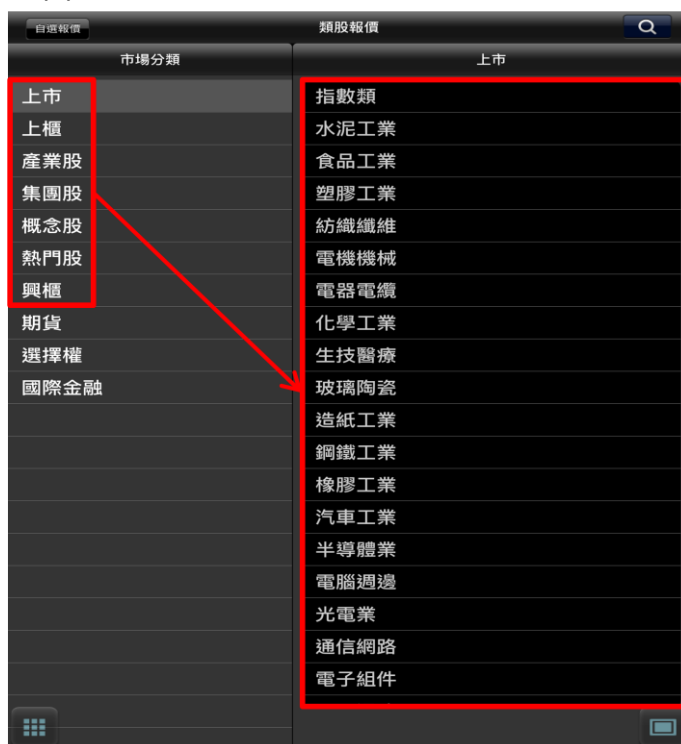 自選報價
類股報價
市場分類
上市
上市
上櫃
產業股
集團股
概念股
熱門股
興櫃
期貨
選擇權
國際金融
指數類
水泥工業
食品工業
塑膠工業
紡織纖維
電機機械
電器電纜
化學工業
生技醫療
玻璃陶瓷
造紙工業
鋼鐵工業
橡膠工業
汽車工業
半導體業
電腦週邊
光電業
通信網路
電子組件